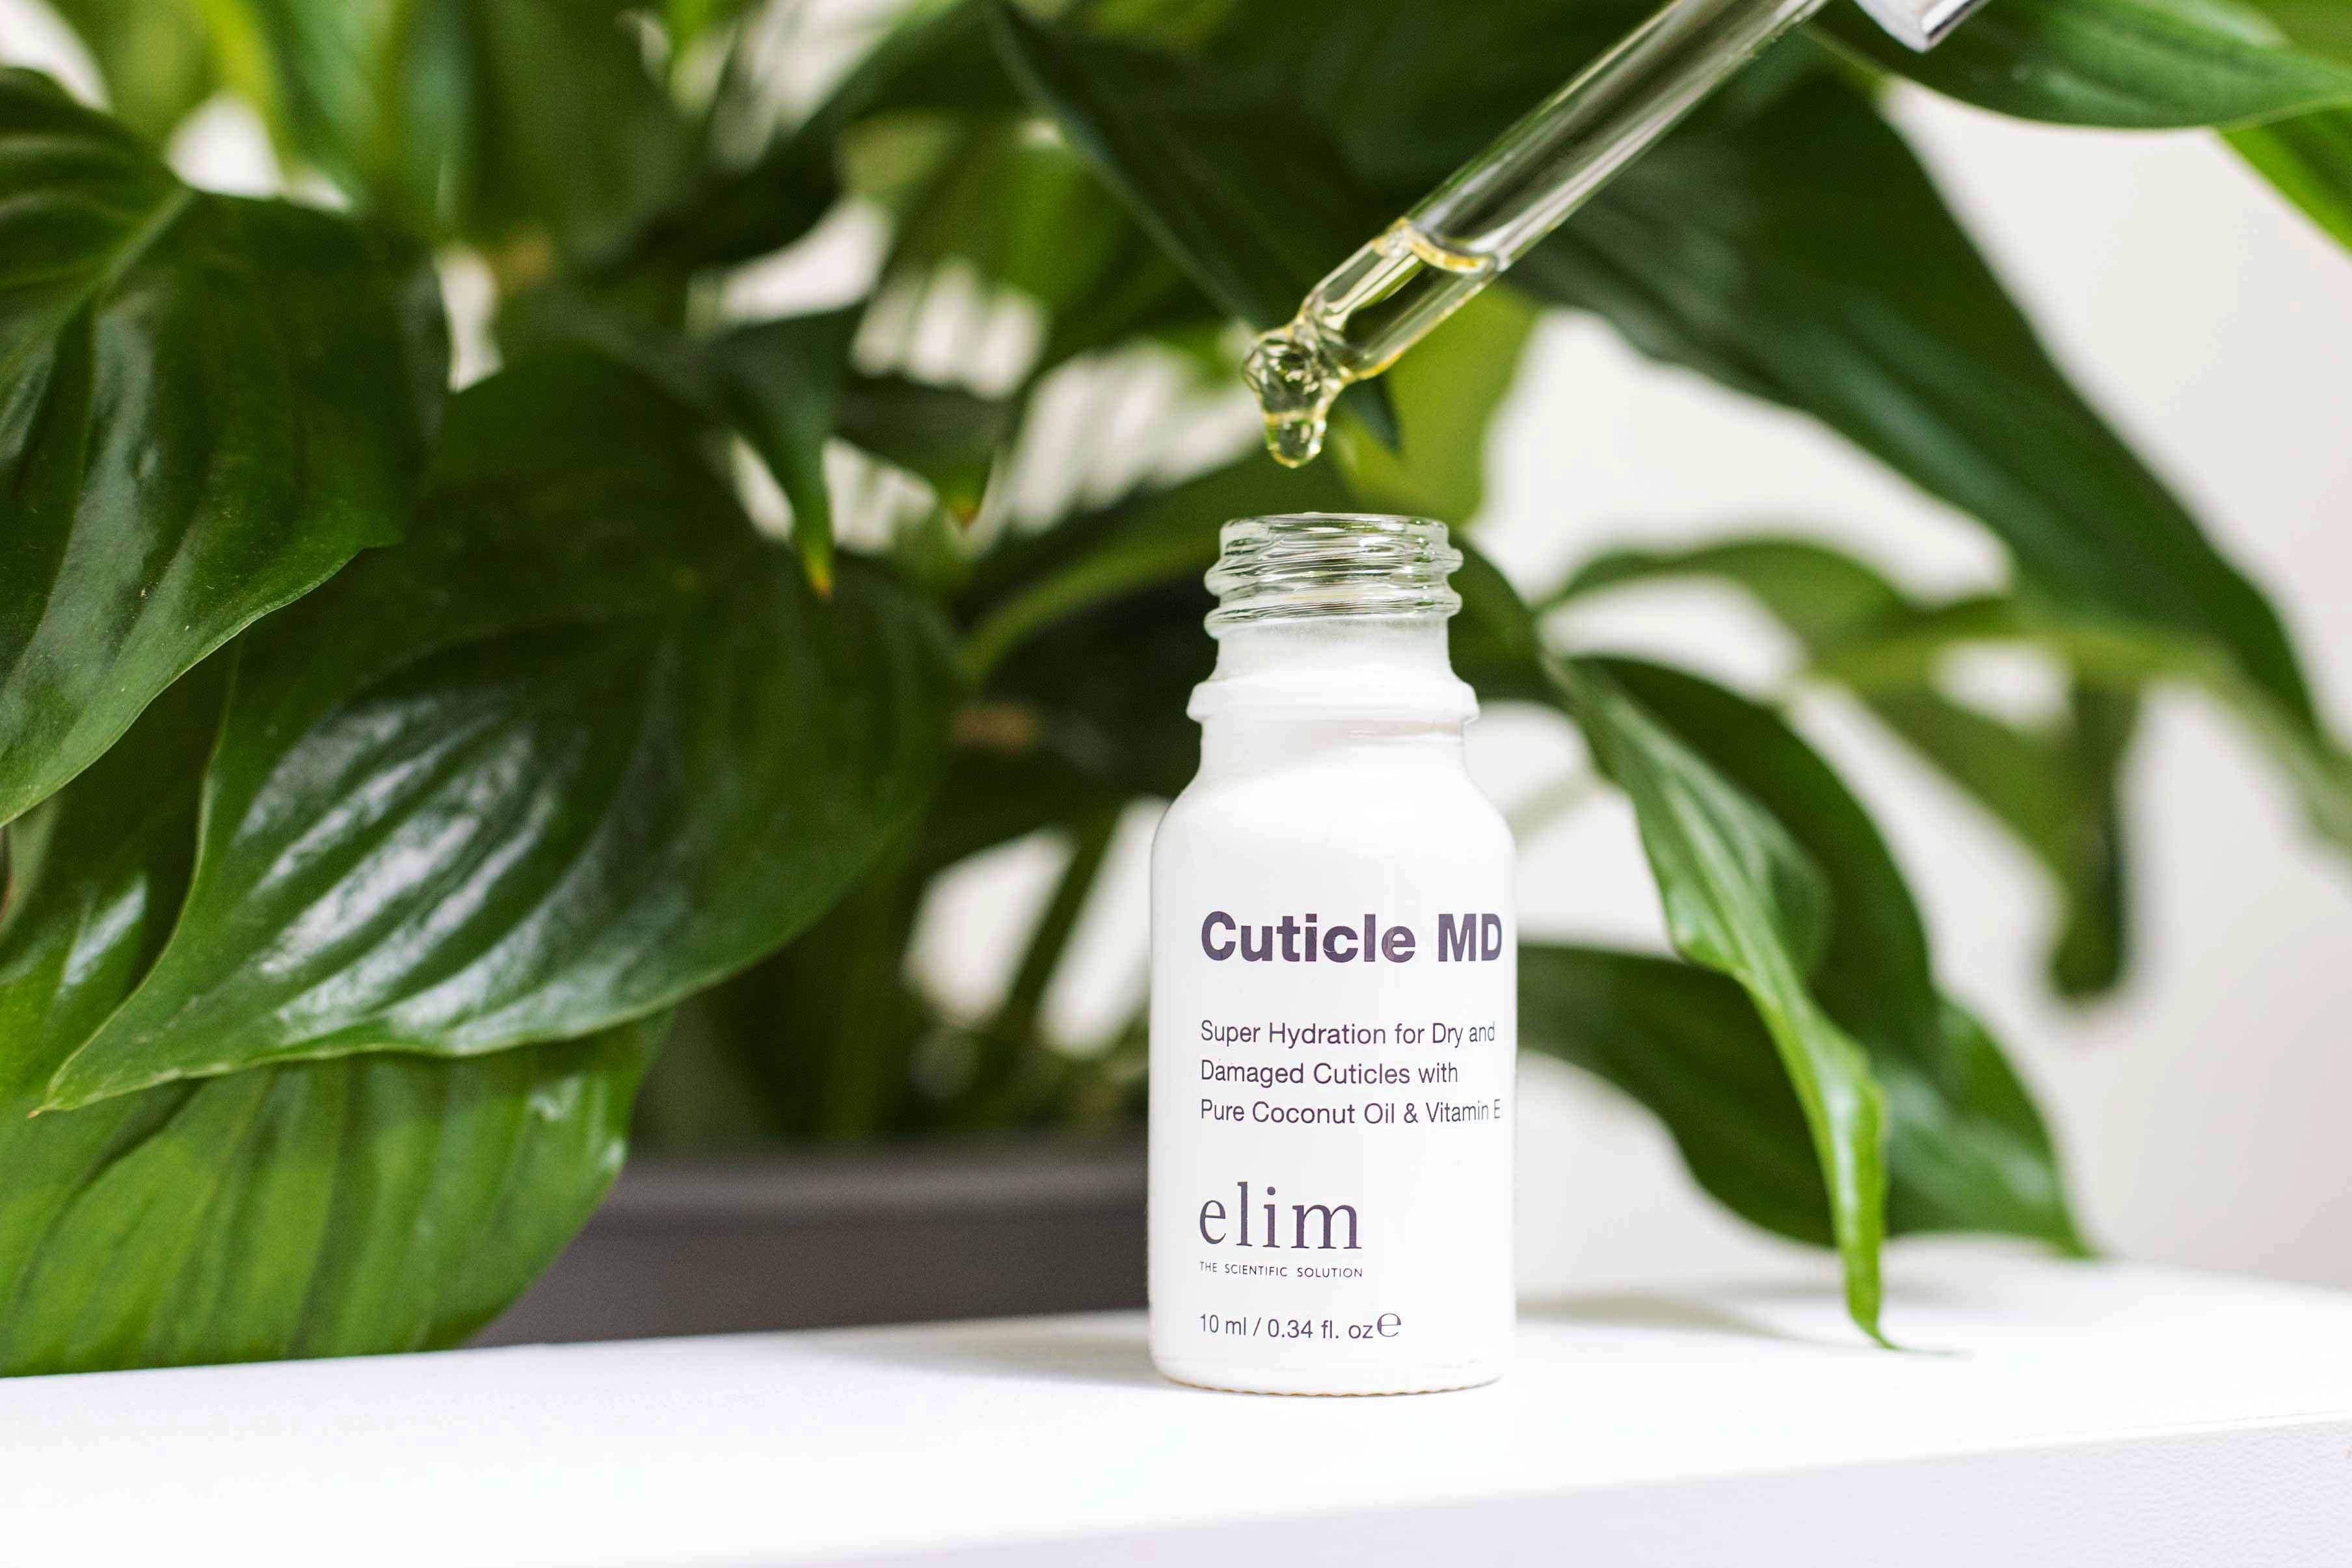 Cuticle MD
Super Hydration for Dry and
Damaged Cuticles with
Pure Coconut Oil & Vitamin E
elim
THE SCIENTIFIC SOLUTION
10 ml / 0.34 fl. oz℮